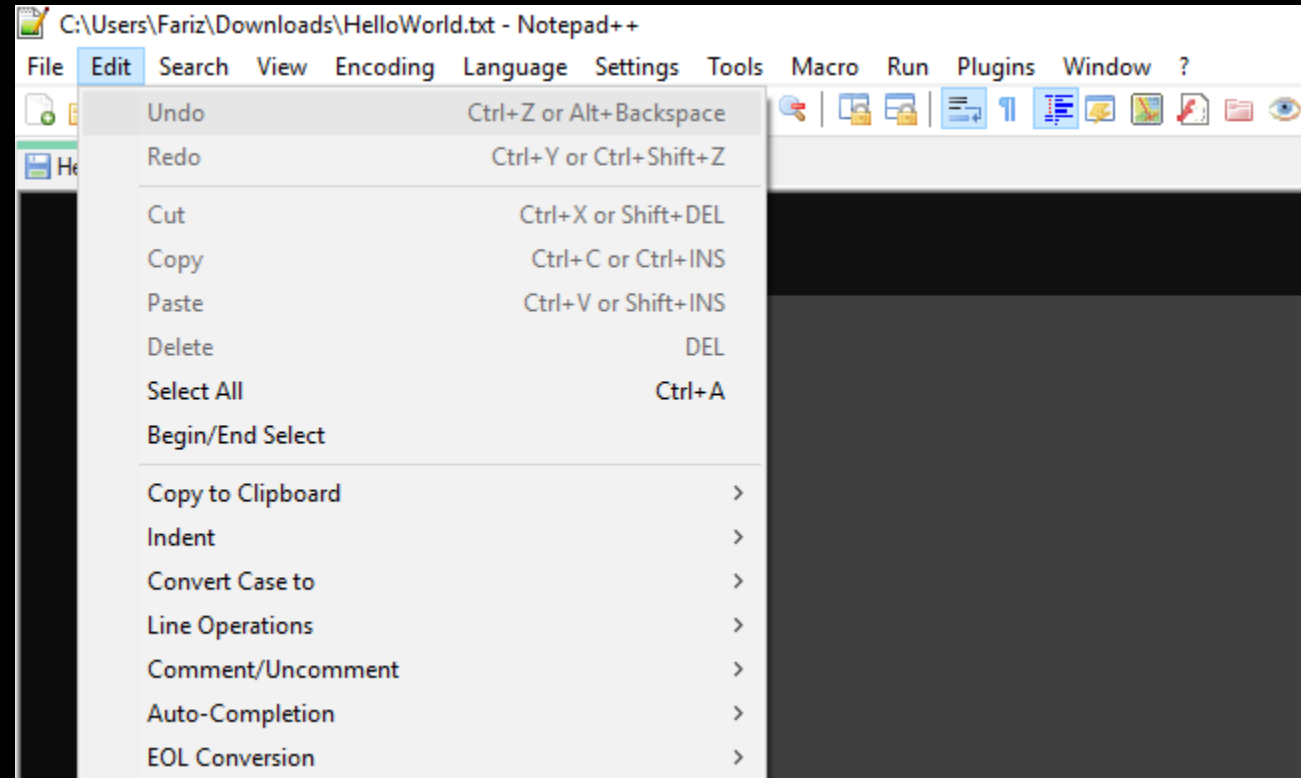 C:\Users\Fariz\Downloads\HelloWorld.txt - Notepad++
File Edit Search View Encoding Language Settings Tools Macro Run Plugins Window ?
Undo Ctrl+Z or Alt+Backspace
Redo Ctrl+Y or Ctrl+Shift+Z
He
Cut Ctrl+X or Shift+DEL
Copy Ctrl+C or Ctrl+INS
Paste Ctrl+V or Shift+INS
Delete DEL
Select All Ctrl+A
Begin/End Select
Copy to Clipboard >
Indent >
Convert Case to >
Line Operations >
Comment/Uncomment >
Auto-Completion >
EOL Conversion >